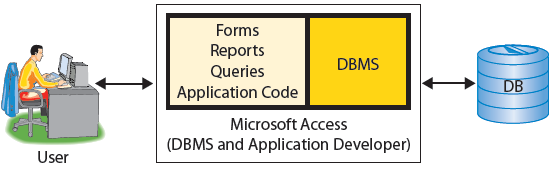 Forms
Reports
Queries
Application Code
DBMS
Microsoft Access
(DBMS and Application Developer)
User
DB